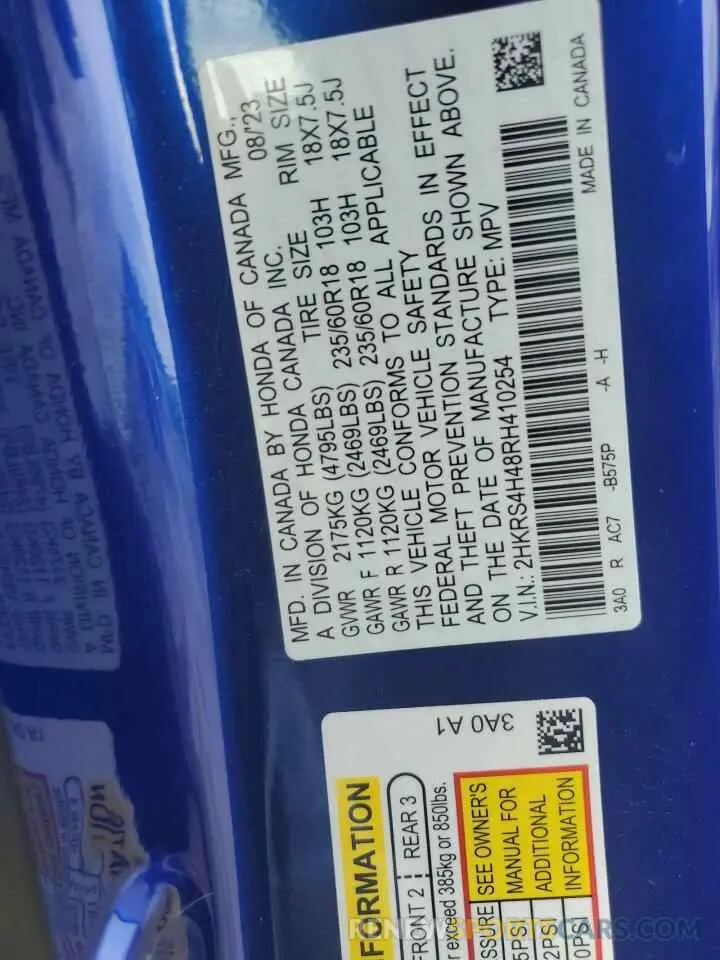 MFD. IN CANADA BY HONDA OF CANADA MFG.,
A DIVISION OF HONDA CANADA INC. 08/'23
GVWR 2175KG (4795LBS) TIRE SIZE RIM SIZE
GAWR F 1120KG (2469LBS) 235/60R18 103H 18X7.5J
GAWR R 1120KG (2469LBS) 235/60R18 103H 18X7.5J
THIS VEHICLE CONFORMS TO ALL APPLICABLE
FEDERAL MOTOR VEHICLE SAFETY
AND THEFT PREVENTION STANDARDS IN EFFECT
ON THE DATE OF MANUFACTURE SHOWN ABOVE.
V.I.N.: 2HKRS4H48RH410254 TYPE: MPV
3A0 R AC7 -B575P -A -H
MADE IN CANADA
3A0 A1
FORMATION
FRONT 2 REAR 3
exceed 385kg or 850lbs.
SSURE SEE OWNER'S
MANUAL FOR
ADDITIONAL
INFORMATION